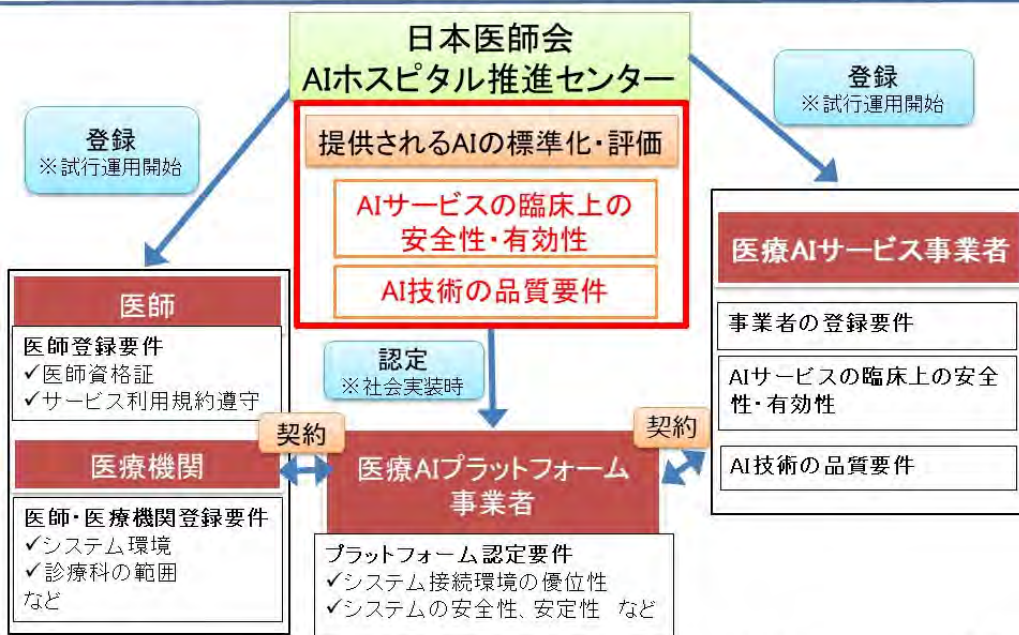 日本医師会
AIホスピタル推進センター
登録
※試行運用開始
登録
※試行運用開始
提供されるAIの標準化・評価
AIサービスの臨床上の
安全性・有効性
AI技術の品質要件
認定
※社会実装時
医師
医師登録要件
✓医師資格証
✓サービス利用規約遵守
医療機関
医師・医療機関登録要件
✓システム環境
✓診療科の範囲
など
契約
医療AIプラットフォーム
事業者
プラットフォーム認定要件
✓システム接続環境の優位性
✓システムの安全性、安定性 など
契約
医療AIサービス事業者
事業者の登録要件
AIサービスの臨床上の安全
性・有効性
AI技術の品質要件